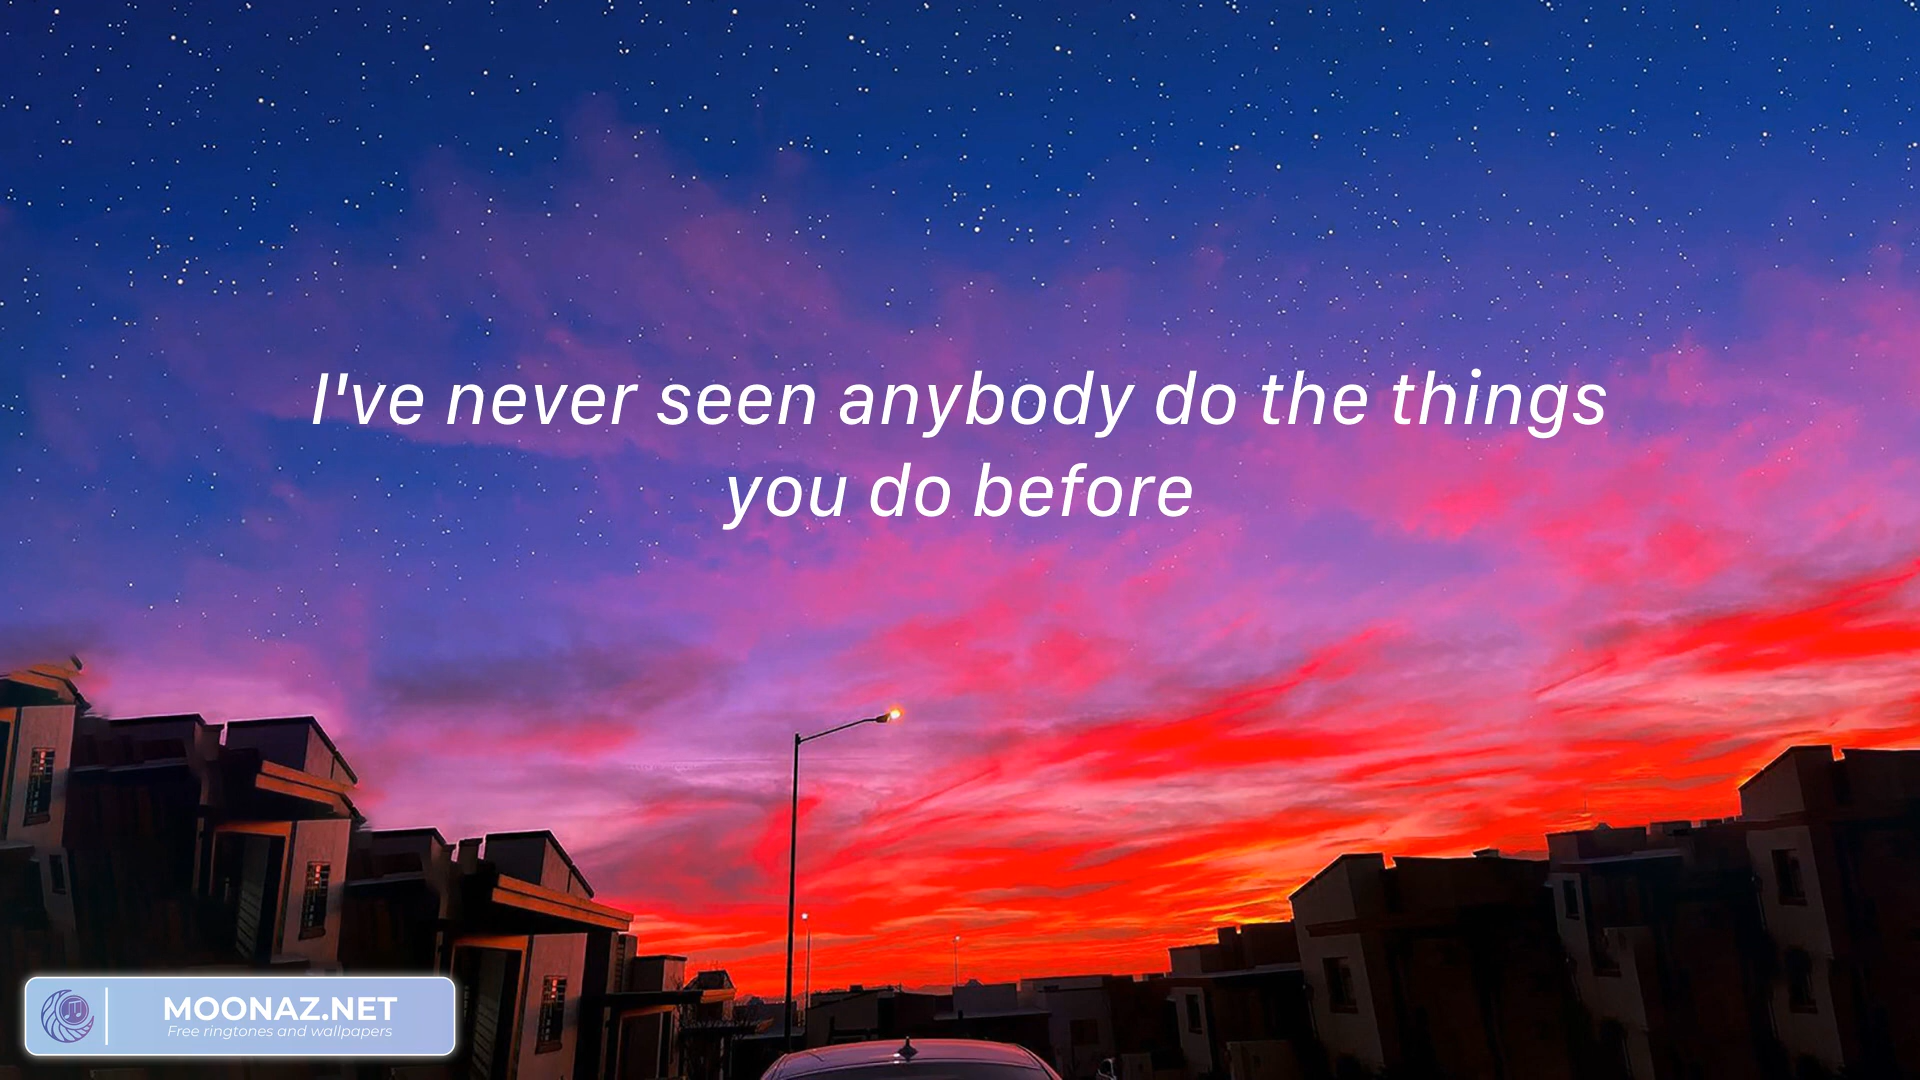 I've never seen anybody do the things
you do before
MOONAZ.NET
Free ringtones and wallpapers